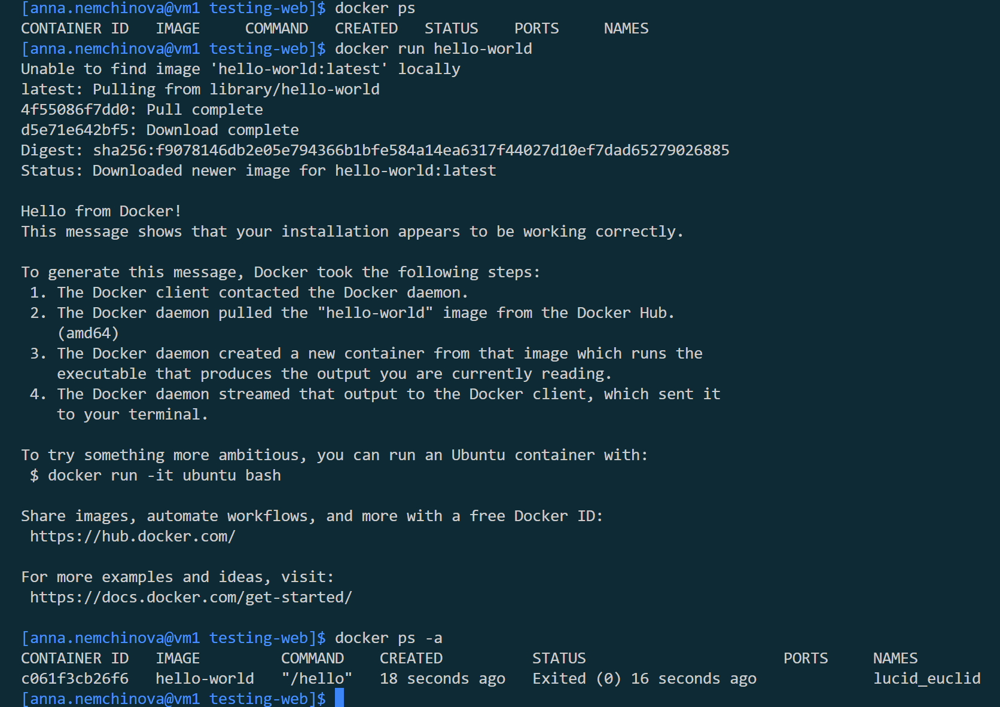 [anna.nemchinova@vm1 testing-web]$ docker ps
CONTAINER ID   IMAGE     COMMAND   CREATED   STATUS    PORTS     NAMES
[anna.nemchinova@vm1 testing-web]$ docker run hello-world
Unable to find image 'hello-world:latest' locally
latest: Pulling from library/hello-world
4f55086f7dd0: Pull complete
d5e71e642bf5: Download complete
Digest: sha256:f9078146db2e05e794366b1bfe584a14ea6317f44027d10ef7dad65279026885
Status: Downloaded newer image for hello-world:latest

Hello from Docker!
This message shows that your installation appears to be working correctly.

To generate this message, Docker took the following steps:
 1. The Docker client contacted the Docker daemon.
 2. The Docker daemon pulled the "hello-world" image from the Docker Hub.
    (amd64)
 3. The Docker daemon created a new container from that image which runs the
    executable that produces the output you are currently reading.
 4. The Docker daemon streamed that output to the Docker client, which sent it
    to your terminal.

To try something more ambitious, you can run an Ubuntu container with:
 $ docker run -it ubuntu bash

Share images, automate workflows, and more with a free Docker ID:
 https://hub.docker.com/

For more examples and ideas, visit:
 https://docs.docker.com/get-started/

[anna.nemchinova@vm1 testing-web]$ docker ps -a
CONTAINER ID   IMAGE         COMMAND    CREATED          STATUS                      PORTS     NAMES
c061f3cb26f6   hello-world   "/hello"   18 seconds ago   Exited (0) 16 seconds ago             lucid_euclid
[anna.nemchinova@vm1 testing-web]$